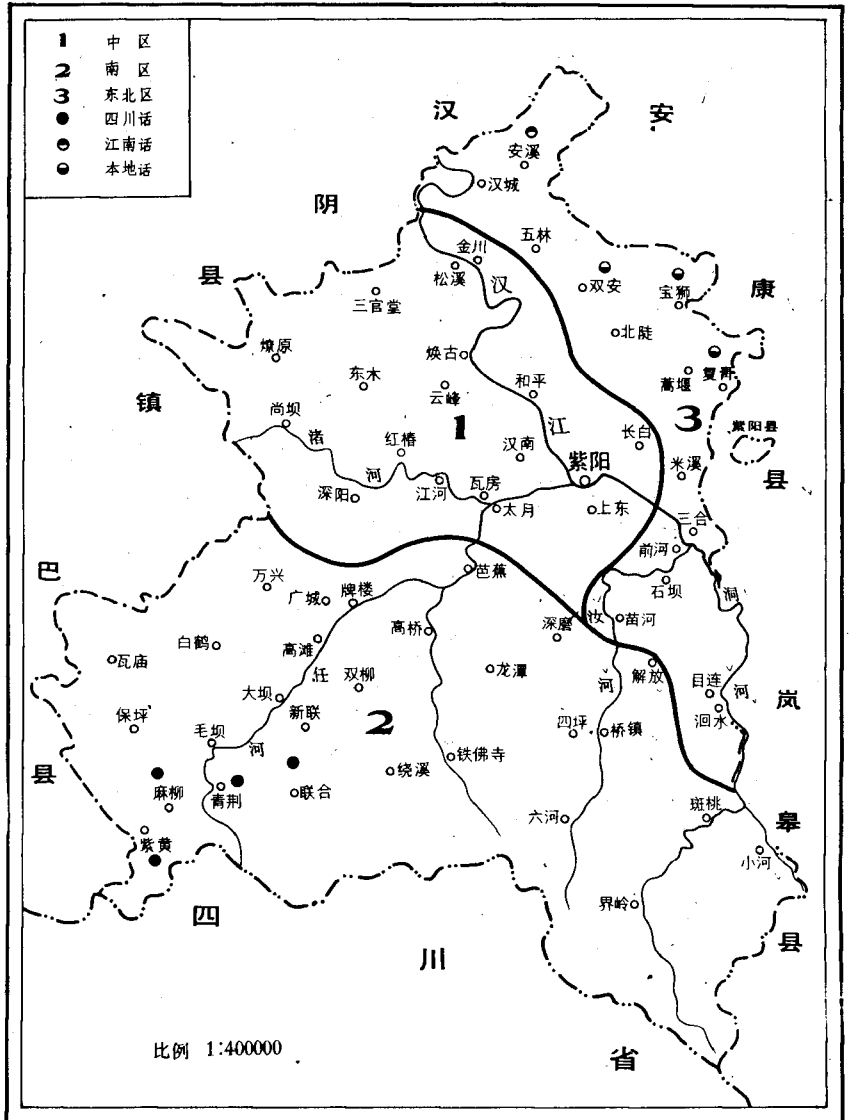 1 中区
2 南区
3 东北区
四川话
江南话
本地话
汉
阴
县
安
康
县
镇
巴
县
岚
皋
县
四
川
省
安溪
汉城
五林
金川
松溪
汉
双安
宝狮
三官堂
北陡
燎原
焕古
蒿堰
东木
云峰
和平
3
紫阳县
尚坝
1
江
长白
渚
红椿
汉南
紫阳
米溪
河
深阳
江河
瓦房
太月
上东
三合
前河
万兴
芭蕉
石坝
洞
广城
牌楼
汝
苗河
白鹤
高滩
高桥
深磨
瓦庙
任
双柳
龙潭
解放
目连
河
河
大坝
洄水
保坪
新联
2
四坪
桥镇
毛坝
河
铁佛寺
麻柳
青荆
联合
绕溪
紫黄
六河
斑桃
小河
界岭
比例 1:400000